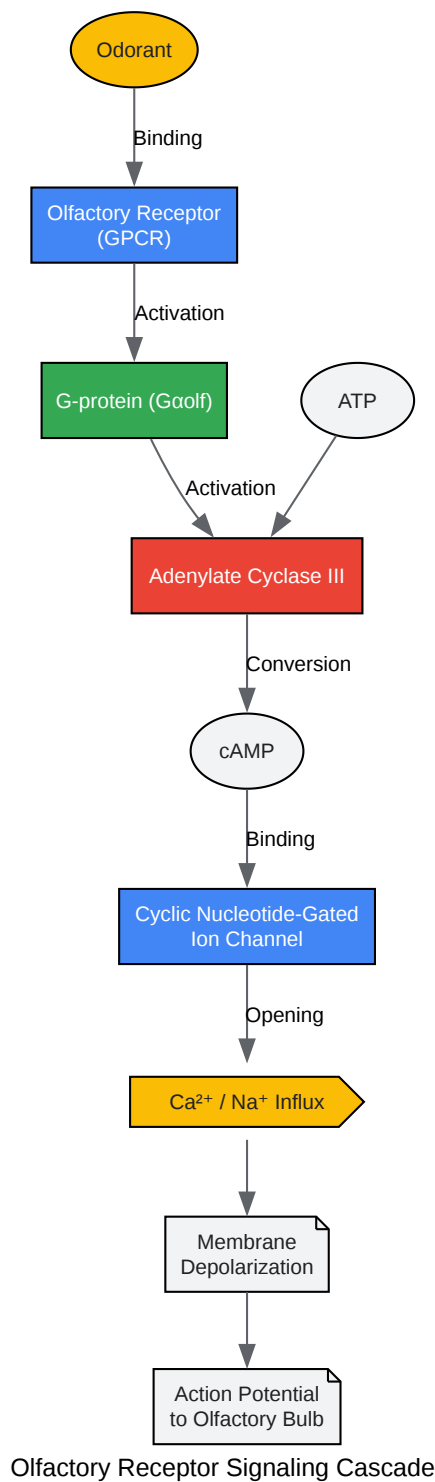 Odorant
Binding
Olfactory Receptor
(GPCR)
Activation
G-protein (Gαolf)
ATP
Activation
Adenylate Cyclase III
Conversion
cAMP
Binding
Cyclic Nucleotide-Gated
Ion Channel
Opening
Ca²⁺ / Na⁺ Influx
Membrane
Depolarization
Action Potential
to Olfactory Bulb
Olfactory Receptor Signaling Cascade